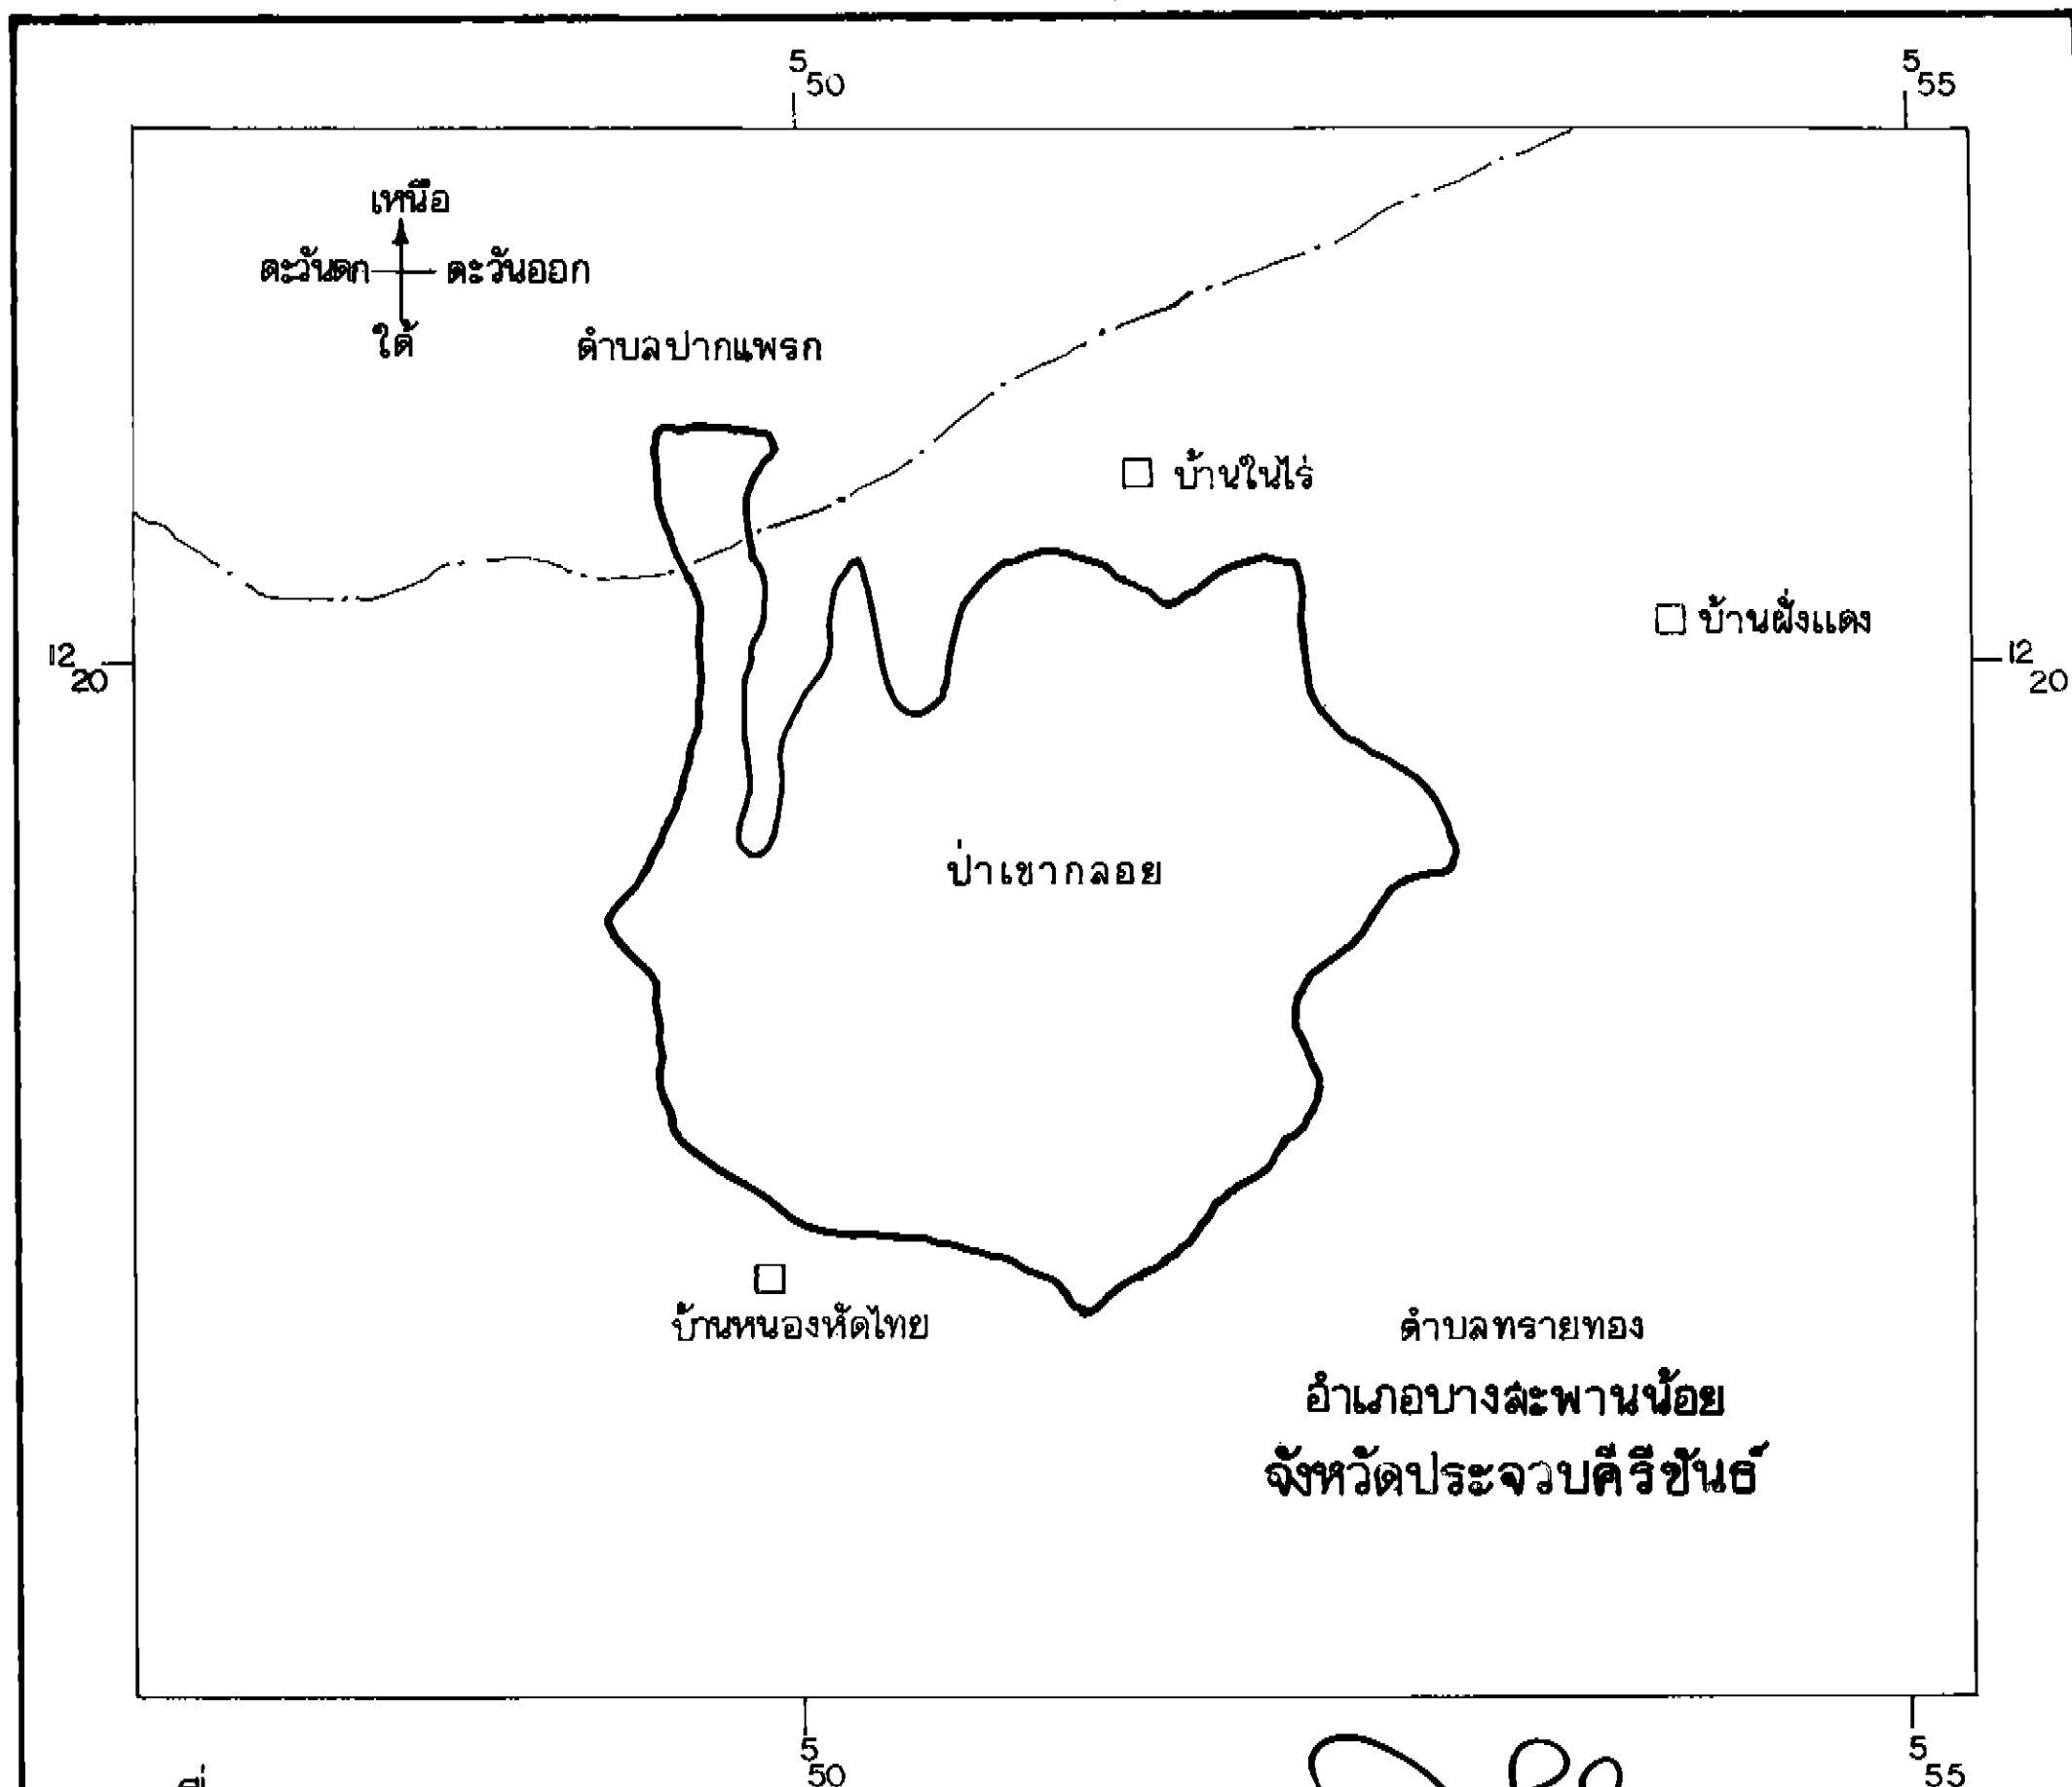 5 50
5 55
เหนือ
ตะวันตก
ตะวันออก
ใต้
ตำบลปากแพรก
บ้านในไร่
บ้านฝั่งแดง
12 20
12 20
ป่าเขากลอย
บ้านหนองหัดไทย
ตำบลทรายทอง
อำเภอบางสะพานน้อย
จังหวัดประจวบคีรีขันธ์
5 50
5 55